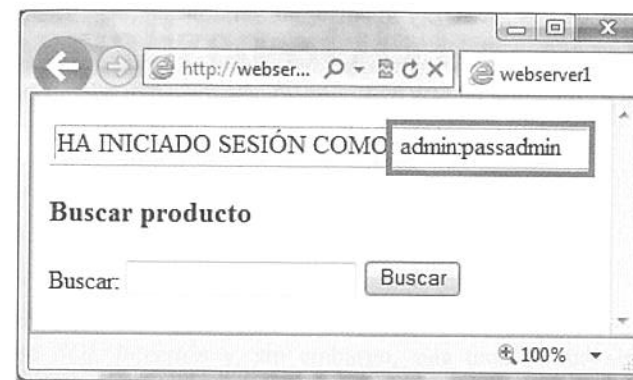 http://webser...
webserver1
HA INICIADO SESIÓN COMO: admin:passadmin
Buscar producto
Buscar:
Buscar
100%